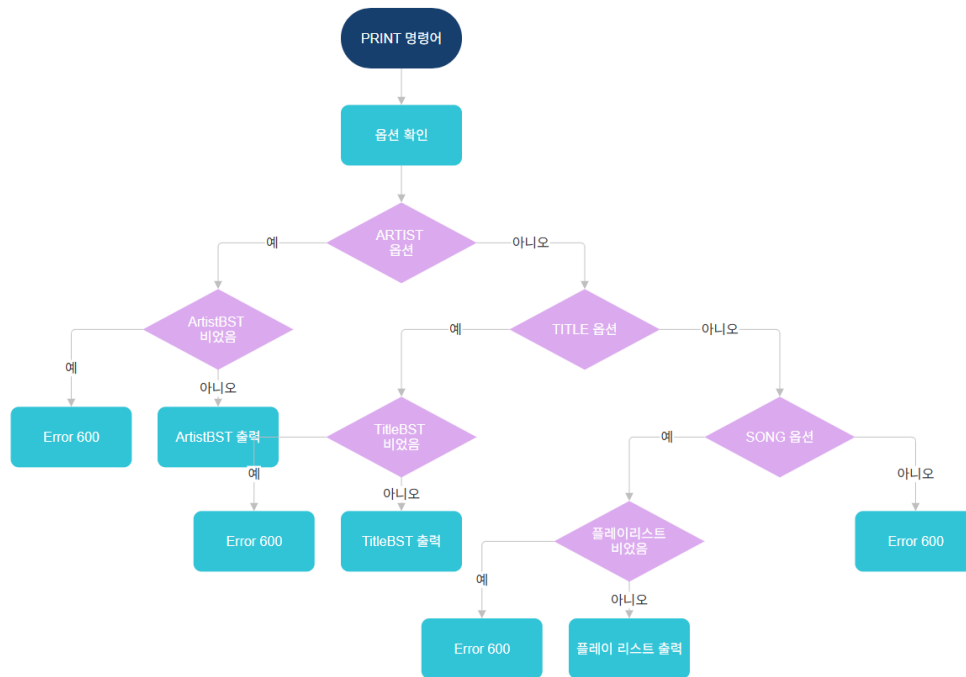 PRINT 명령어
옵션 확인
ARTIST
옵션
예
아니오
ArtistBST
비었음
TITLE 옵션
예
아니오
예
아니오
Error 600
ArtistBST 출력
TitleBST
비었음
예
SONG 옵션
예
아니오
아니오
Error 600
TitleBST 출력
플레이리스트
비었음
Error 600
예
아니오
Error 600
플레이 리스트 출력